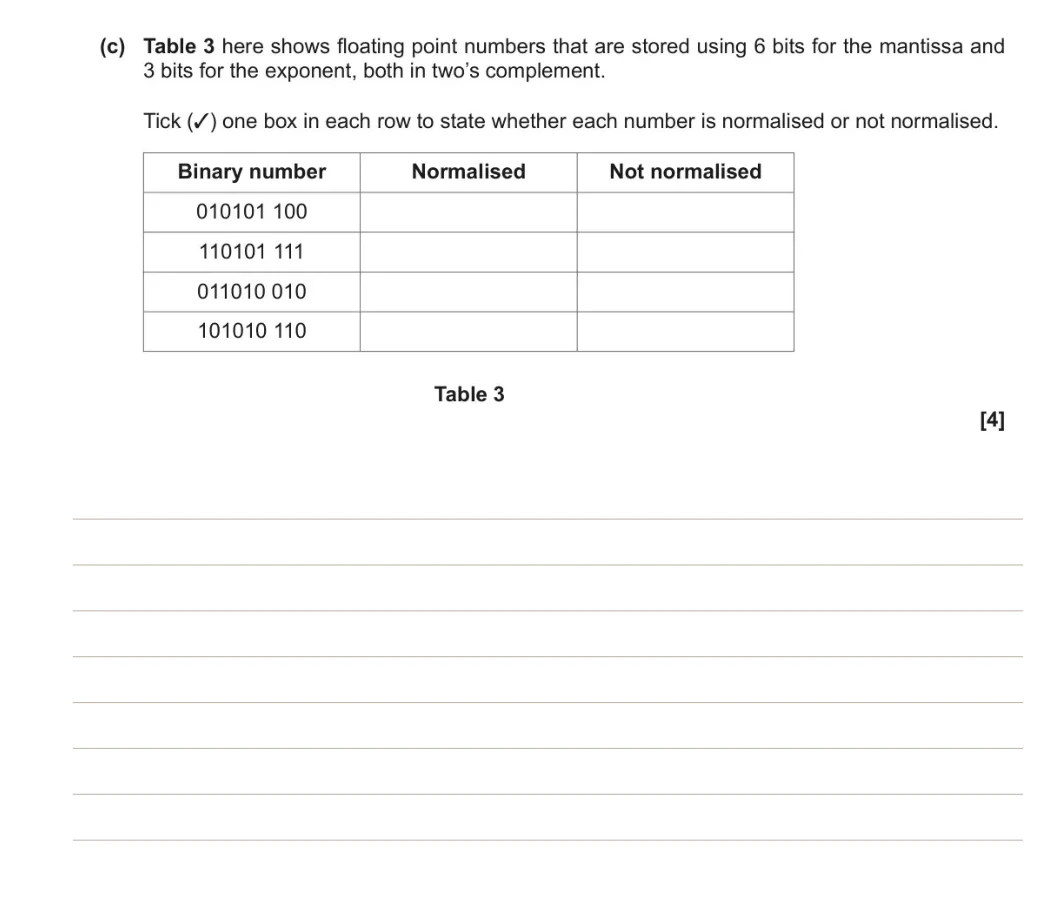 (c) Table 3 here shows floating point numbers that are stored using 6 bits for the mantissa and
3 bits for the exponent, both in two's complement.
Tick (✓) one box in each row to state whether each number is normalised or not normalised.
Binary number Normalised Not normalised
010101 100
110101 111
011010 010
101010 110
Table 3
[4]